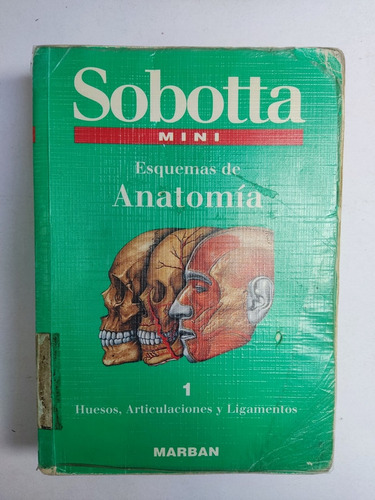 Sobotta
MINI
Esquemas de
Anatomía
1
Huesos, Articulaciones y Ligamentos
MARBAN